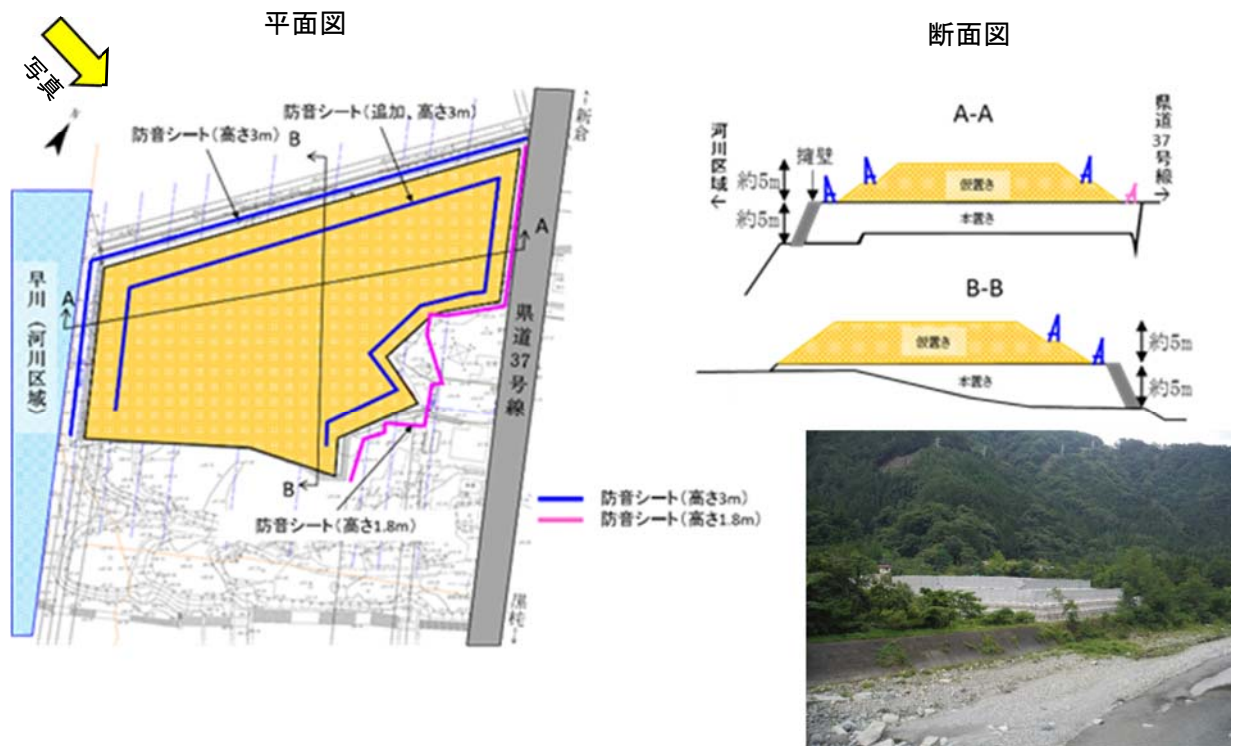 平面図
写真
N
防音シート(追加、高さ3m)
防音シート(高さ3m)
B
↑新倉
A
A
早川(河川区域)
県道37号線
B
防音シート(高さ1.8m)
防音シート(高さ3m)
防音シート(高さ1.8m)
断面図
A-A
河川区域
←
擁壁
県道37号線
→
約5m
仮置き
約5m
本置き
B-B
仮置き
約5m
本置き
約5m